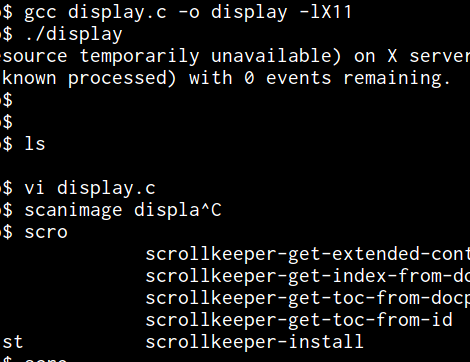 $ gcc display.c -o display -lX11
$ ./display
source temporarily unavailable) on X server
known processed) with 0 events remaining.
$
$
$ ls
$ vi display.c
$ scanimage displa^C
$ scro
scrollkeeper-get-extended-cont
scrollkeeper-get-index-from-doc
scrollkeeper-get-toc-from-docp
scrollkeeper-get-toc-from-id
st scrollkeeper-install
$ scro